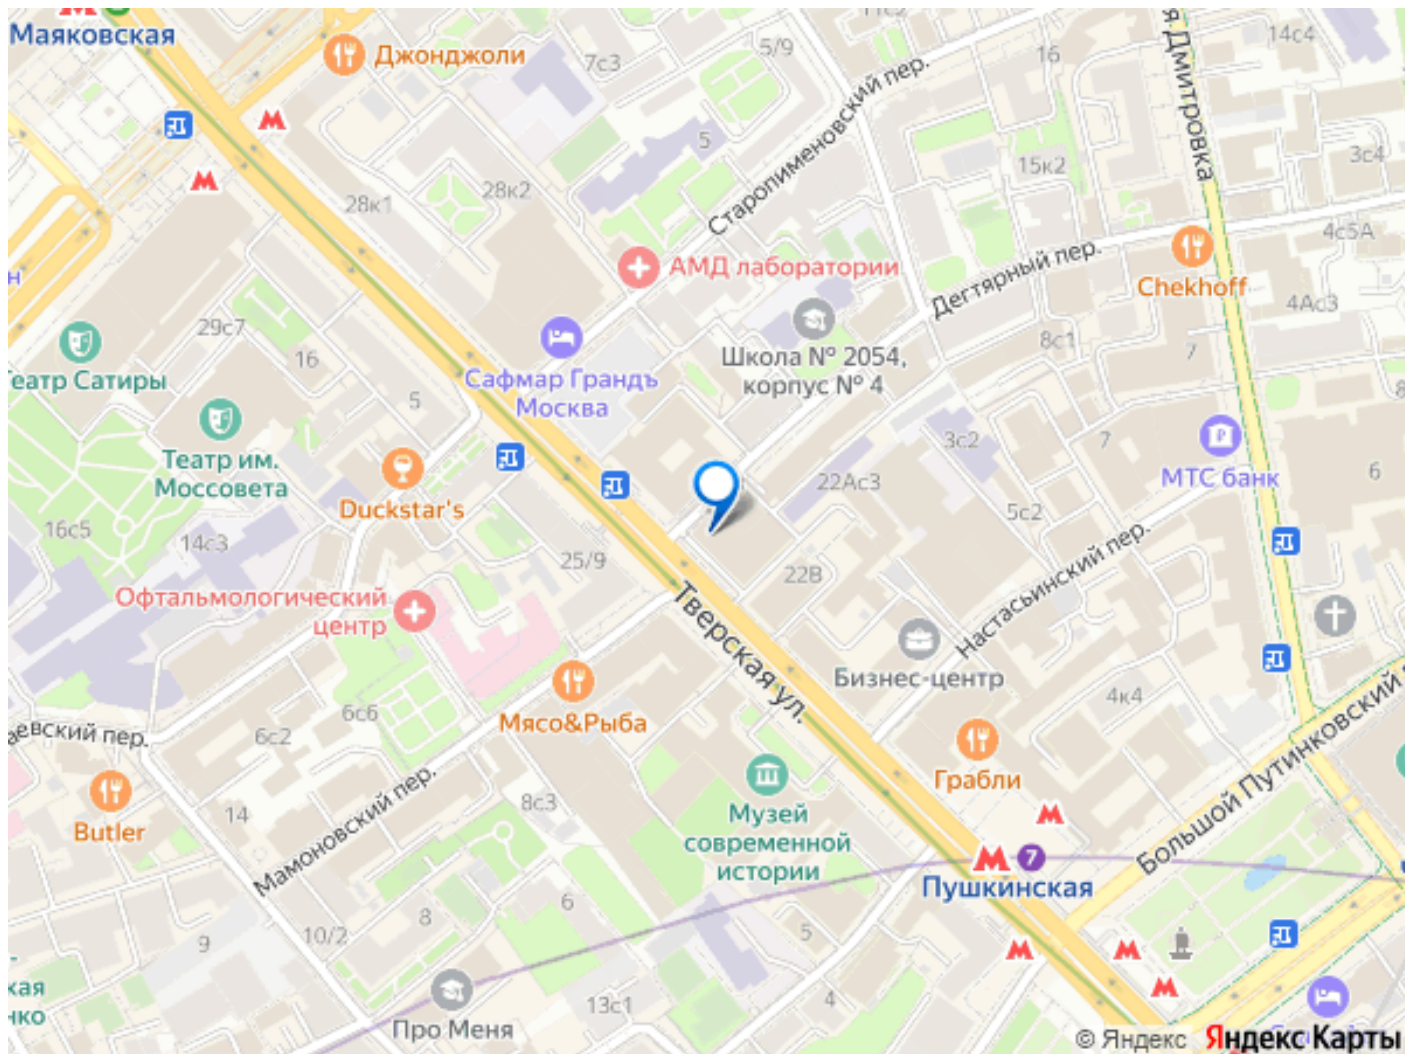 Маяковская
Джонджоли
7с3
5/9
11с2
16
я Дмитровка
14с4
3с4
15к2
5
Старопименовский пер.
28к1
28к2
АМД лаборатории
Дегтярный пер.
Chekhoff
4с5А
4Ас3
8с1
7
н
29с7
16
Школа № 2054,
корпус № 4
еатр Сатиры
Сафмар Грандъ
Москва
5
Театр им.
Моссовета
Duckstar's
3с2
7
МТС банк
6
22Ас3
5с2
16с5
14с3
25/9
22В
Офтальмологический
центр
Тверская ул.
Настасьинский пер.
Бизнес-центр
4к4
Мясо&Рыба
6с6
6с2
евский пер.
Butler
14
Мамоновский пер.
8с3
Музей
современной
истории
Грабли
Большой Путинковский
7
Пушкинская
8
6
10/2
9
5
4
13с1
Про Меня
кая
нко
© Яндекс Яндекс Карты